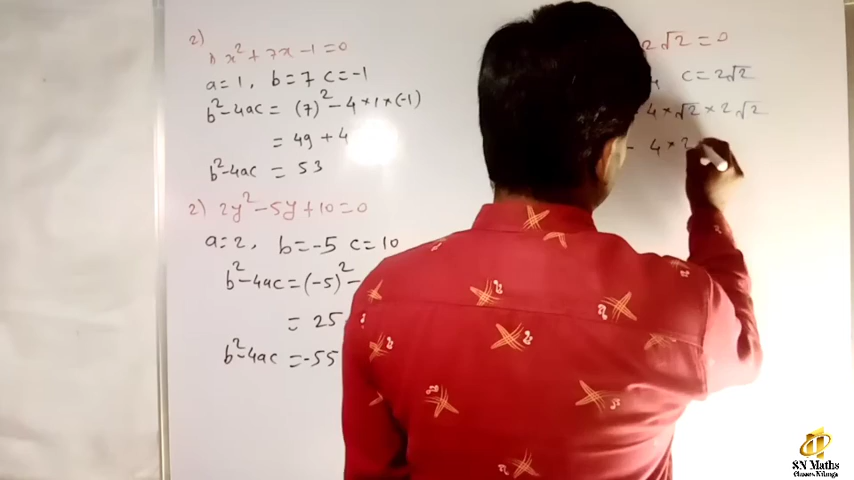 2)
1) x² + 7x - 1 = 0
a = 1, b = 7 c = -1
b² - 4ac = (7)² - 4 × 1 × (-1)
= 49 + 4
b² - 4ac = 53
2) 2y² - 5y + 10 = 0
a = 2, b = -5 c = 10
b² - 4ac = (-5)² -
= 25
b² - 4ac = -55
2√2 = 0
c = 2√2
4 × √2 × 2√2
- 4 × 2
SN Maths
Classes Nilanga